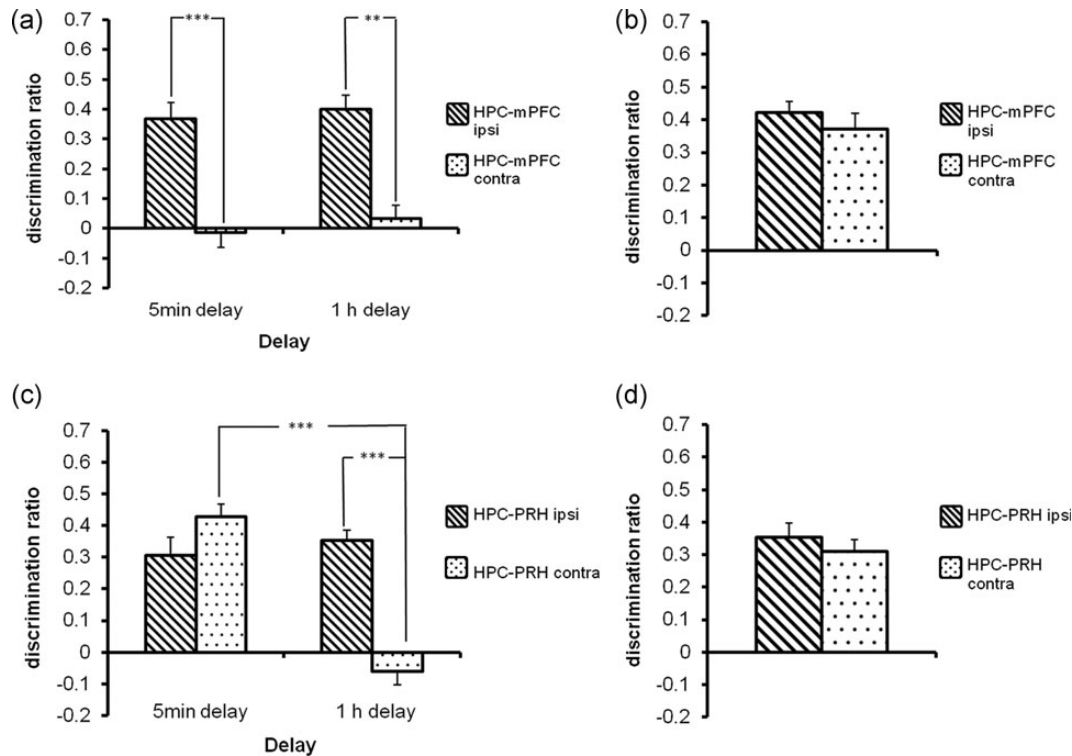 (a)
0.7
0.6
0.5
0.4
0.3
0.2
0.1
0
-0.1
-0.2
discrimination ratio
***
**
5min delay
1 h delay
Delay
HPC-mPFC
ipsi
HPC-mPFC
contra
(b)
0.7
0.6
0.5
0.4
0.3
0.2
0.1
0
-0.1
-0.2
discrimination ratio
HPC-mPFC
ipsi
HPC-mPFC
contra
(c)
0.7
0.6
0.5
0.4
0.3
0.2
0.1
0
-0.1
-0.2
discrimination ratio
***
***
5min delay
1 h delay
Delay
HPC-PRH ipsi
HPC-PRH contra
(d)
0.7
0.6
0.5
0.4
0.3
0.2
0.1
0
-0.1
-0.2
discrimination ratio
HPC-PRH ipsi
HPC-PRH
contra